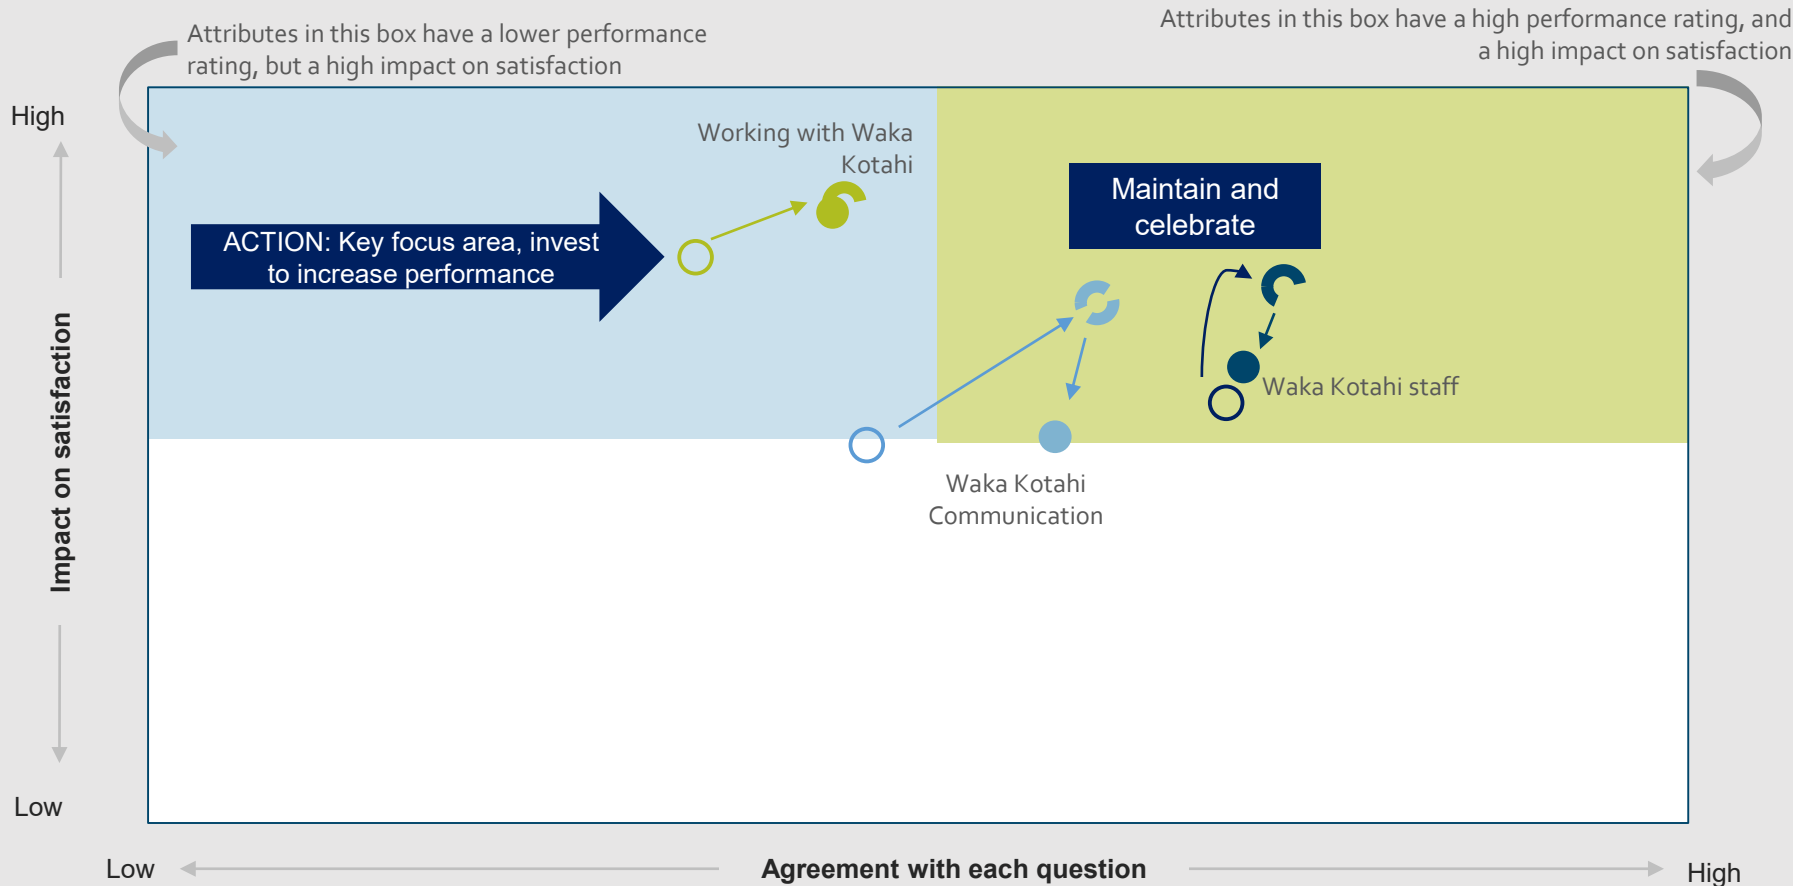 Attributes in this box have a lower performance
rating, but a high impact on satisfaction
Attributes in this box have a high performance rating, and
a high impact on satisfaction
High
Working with Waka
Kotahi
Maintain and
celebrate
ACTION: Key focus area, invest
to increase performance
Impact on satisfaction
Waka Kotahi staff
Waka Kotahi
Communication
Low
Low
Agreement with each question
High